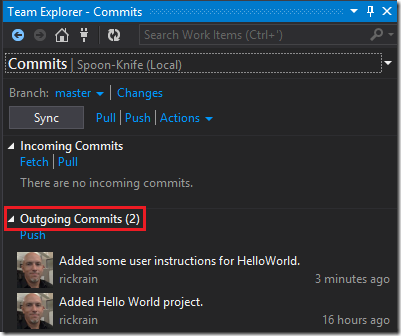 Team Explorer - Commits
Search Work Items (Ctrl+')
Commits | Spoon-Knife (Local)
Branch: master | Changes
Sync Pull | Push | Actions
Incoming Commits
Fetch | Pull
There are no incoming commits.
Outgoing Commits (2)
Push
Added some user instructions for HelloWorld.
rickrain 3 minutes ago
Added Hello World project.
rickrain 16 hours ago